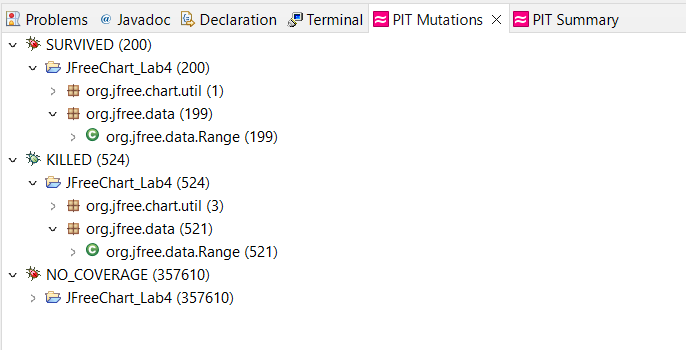 Problems @ Javadoc Declaration Terminal PIT Mutations PIT Summary
SURVIVED (200)
JFreeChart_Lab4 (200)
org.jfree.chart.util (1)
org.jfree.data (199)
org.jfree.data.Range (199)
KILLED (524)
JFreeChart_Lab4 (524)
org.jfree.chart.util (3)
org.jfree.data (521)
org.jfree.data.Range (521)
NO_COVERAGE (357610)
JFreeChart_Lab4 (357610)